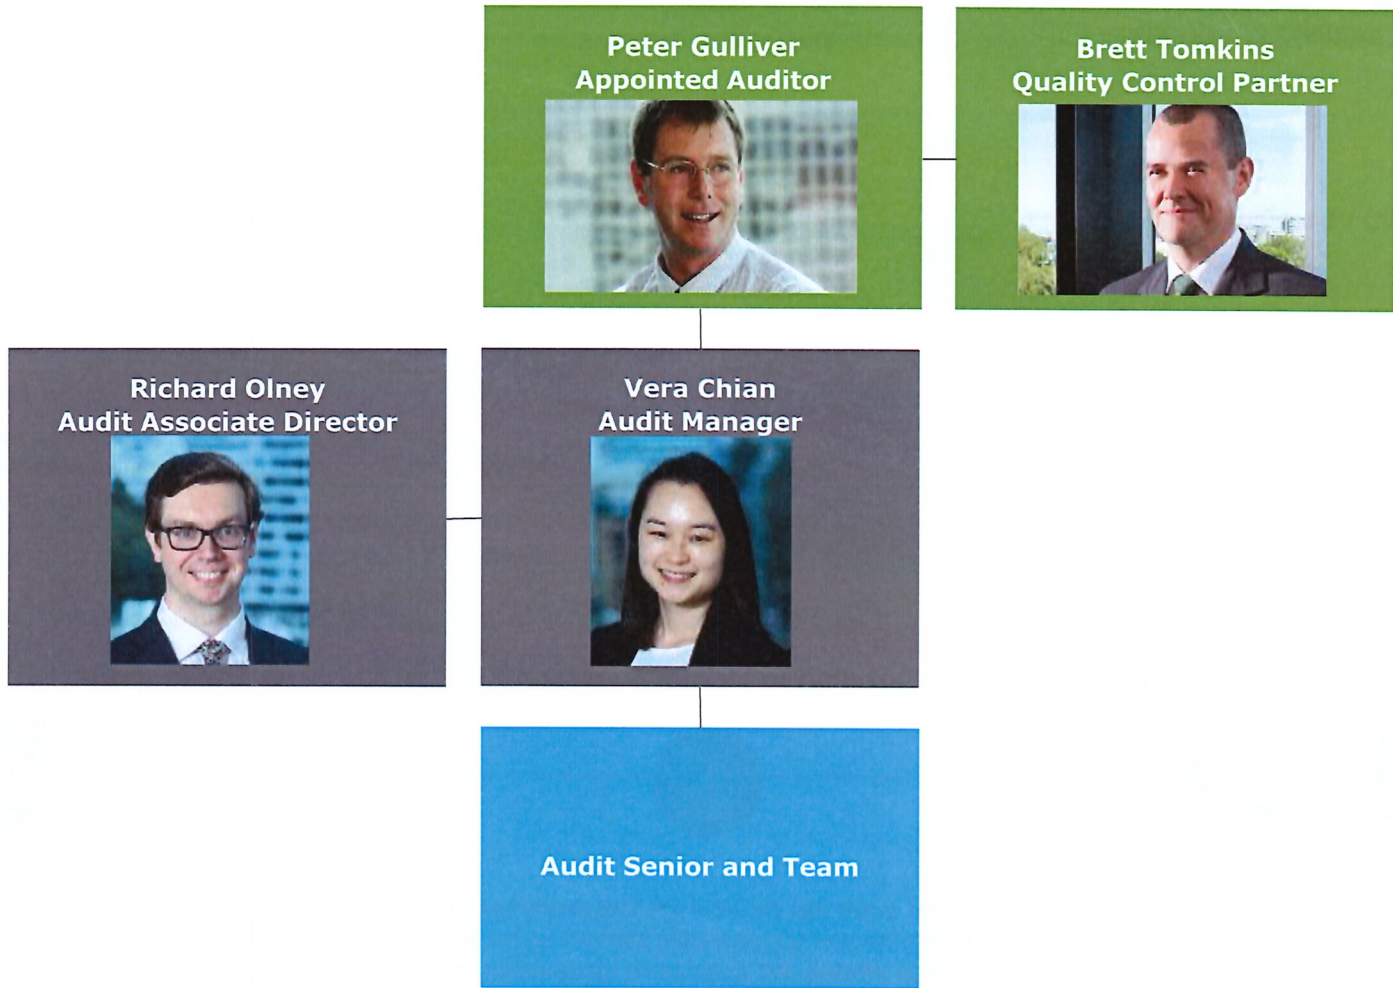 Peter Gulliver
Appointed Auditor
Brett Tomkins
Quality Control Partner
Richard Olney
Audit Associate Director
Vera Chian
Audit Manager
Audit Senior and Team